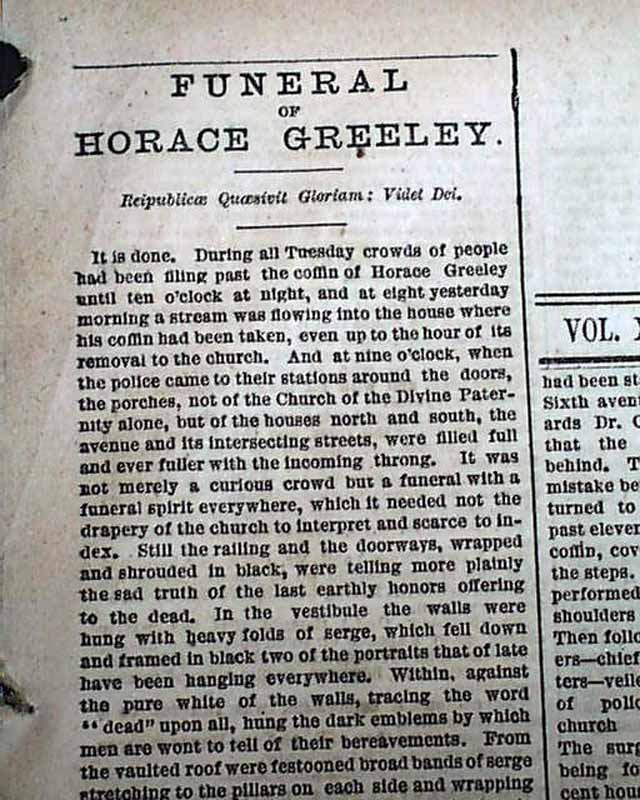 FUNERAL
OF
HORACE GREELEY.
Reipublicæ Quæsivit Gloriam: Videt Dei.
It is done. During all Tuesday crowds of people
had been filing past the coffin of Horace Greeley
until ten o'clock at night, and at eight yesterday
morning a stream was flowing into the house where
his coffin had been taken, even up to the hour of its
removal to the church. And at nine o'clock, when
the police came to their stations around the doors,
the porches, not of the Church of the Divine Pater-
nity alone, but of the houses north and south, the
avenue and its intersecting streets, were filled full
and ever fuller with the incoming throng. It was
not merely a curious crowd but a funeral with a
funeral spirit everywhere, which it needed not the
drapery of the church to interpret and scarce to in-
dex. Still the railing and the doorways, wrapped
and shrouded in black, were telling more plainly
the sad truth of the last earthly honors offering
to the dead. In the vestibule the walls were
hung with heavy folds of serge, which fell down
and framed in black two of the portraits that of late
have been hanging everywhere. Within, against
the pure white of the walls, tracing the word
"dead" upon all, hung the dark emblems by which
men are wont to tell of their bereavements. From
the vaulted roof were festooned broad bands of serge
stretching to the pillars on each side and wrapping
VOL.
had been
Sixth
ards Dr.
that the
behind.
mistake
turned to
past
coffin,
the steps.
performed
shoulders
Then
ers—chief
ters—
of
church
The
being
cent